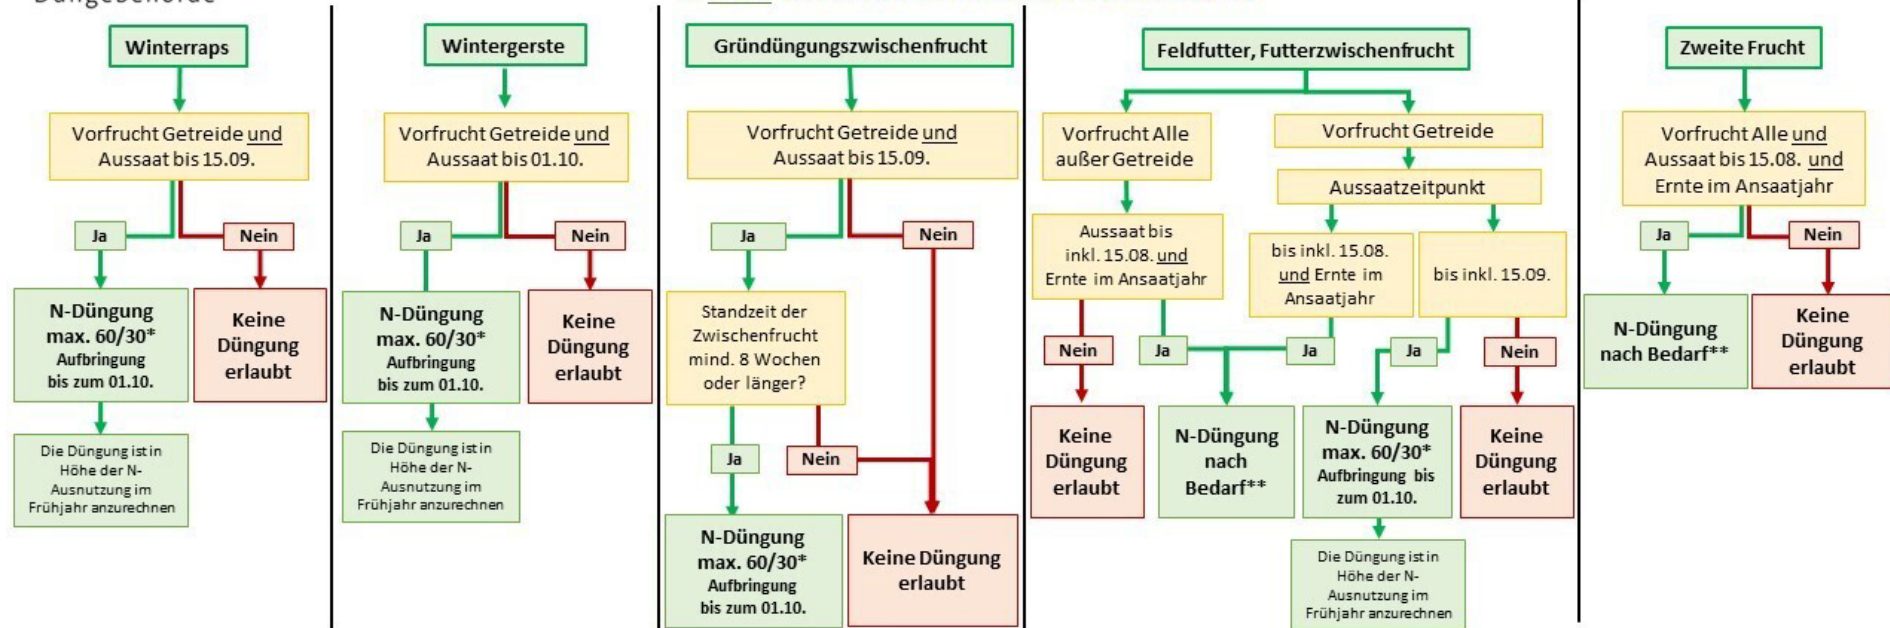 Düngebehörde
Winterraps
Vorfrucht Getreide und
Aussaat bis 15.09.
Ja
Nein
N-Düngung
max. 60/30*
Aufbringung
bis zum 01.10.
Keine
Düngung
erlaubt
Die Düngung ist in
Höhe der N-
Ausnutzung im
Frühjahr anzurechnen
Wintergerste
Vorfrucht Getreide und
Aussaat bis 01.10.
Ja
Nein
N-Düngung
max. 60/30*
Aufbringung
bis zum 01.10.
Keine
Düngung
erlaubt
Die Düngung ist in
Höhe der N-
Ausnutzung im
Frühjahr anzurechnen
Gründüngungszwischenfrucht
Vorfrucht Getreide und
Aussaat bis 15.09.
Ja
Nein
Standzeit der
Zwischenfrucht
mind. 8 Wochen
oder länger?
Ja
Nein
N-Düngung
max. 60/30*
Aufbringung
bis zum 01.10.
Keine Düngung
erlaubt
Feldfutter, Futterzwischenfrucht
Vorfrucht Alle
außer Getreide
Aussaat bis
inkl. 15.08. und
Ernte im Ansaatjahr
Vorfrucht Getreide
Aussaatzeitpunkt
bis inkl. 15.08.
und Ernte im
Ansaatjahr
bis inkl. 15.09.
Nein
Ja
Ja
Ja
Nein
Keine
Düngung
erlaubt
N-Düngung
nach
Bedarf**
N-Düngung
max. 60/30*
Aufbringung bis
zum 01.10.
Keine
Düngung
erlaubt
Die Düngung ist in
Höhe der N-
Ausnutzung im
Frühjahr anzurechnen
Zweite Frucht
Vorfrucht Alle und
Aussaat bis 15.08. und
Ernte im Ansaatjahr
Ja
Nein
N-Düngung
nach Bedarf**
Keine
Düngung
erlaubt